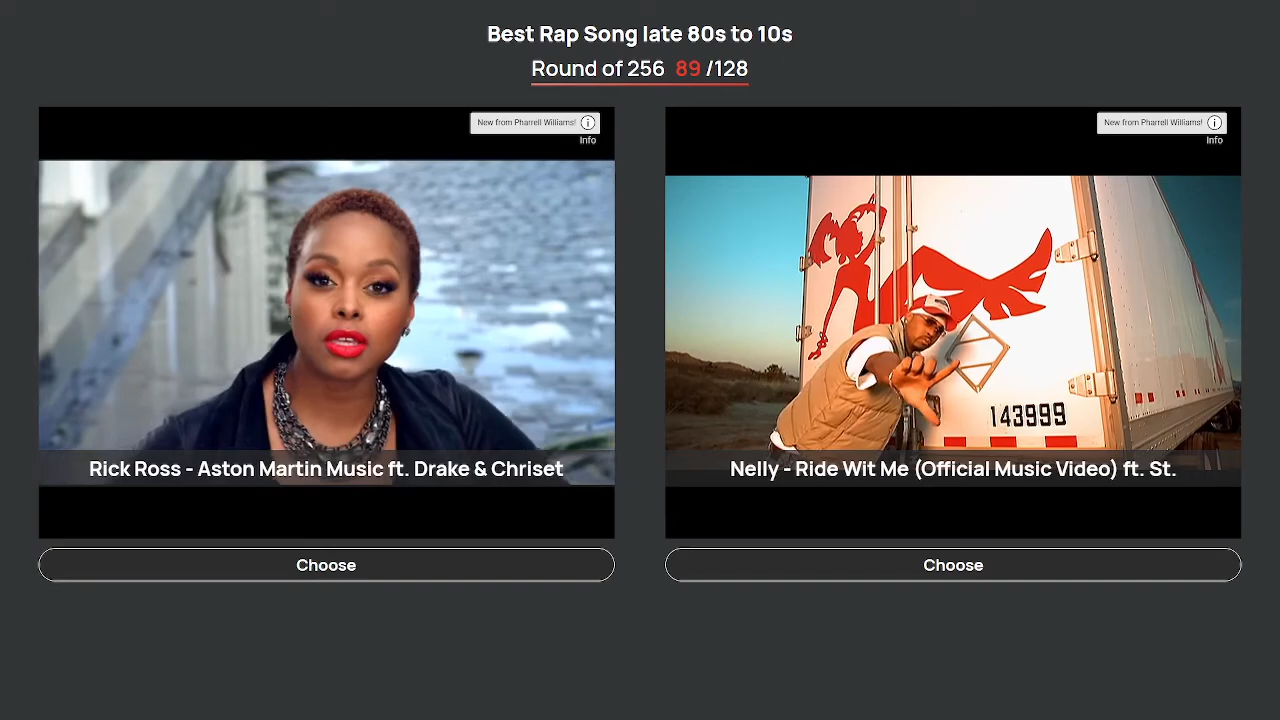 Best Rap Song late 80s to 10s
Round of 256 89 /128
New from Pharrell Williams!
Info
Rick Ross - Aston Martin Music ft. Drake & Chriset
Choose
New from Pharrell Williams!
Info
143999
Nelly - Ride Wit Me (Official Music Video) ft. St.
Choose